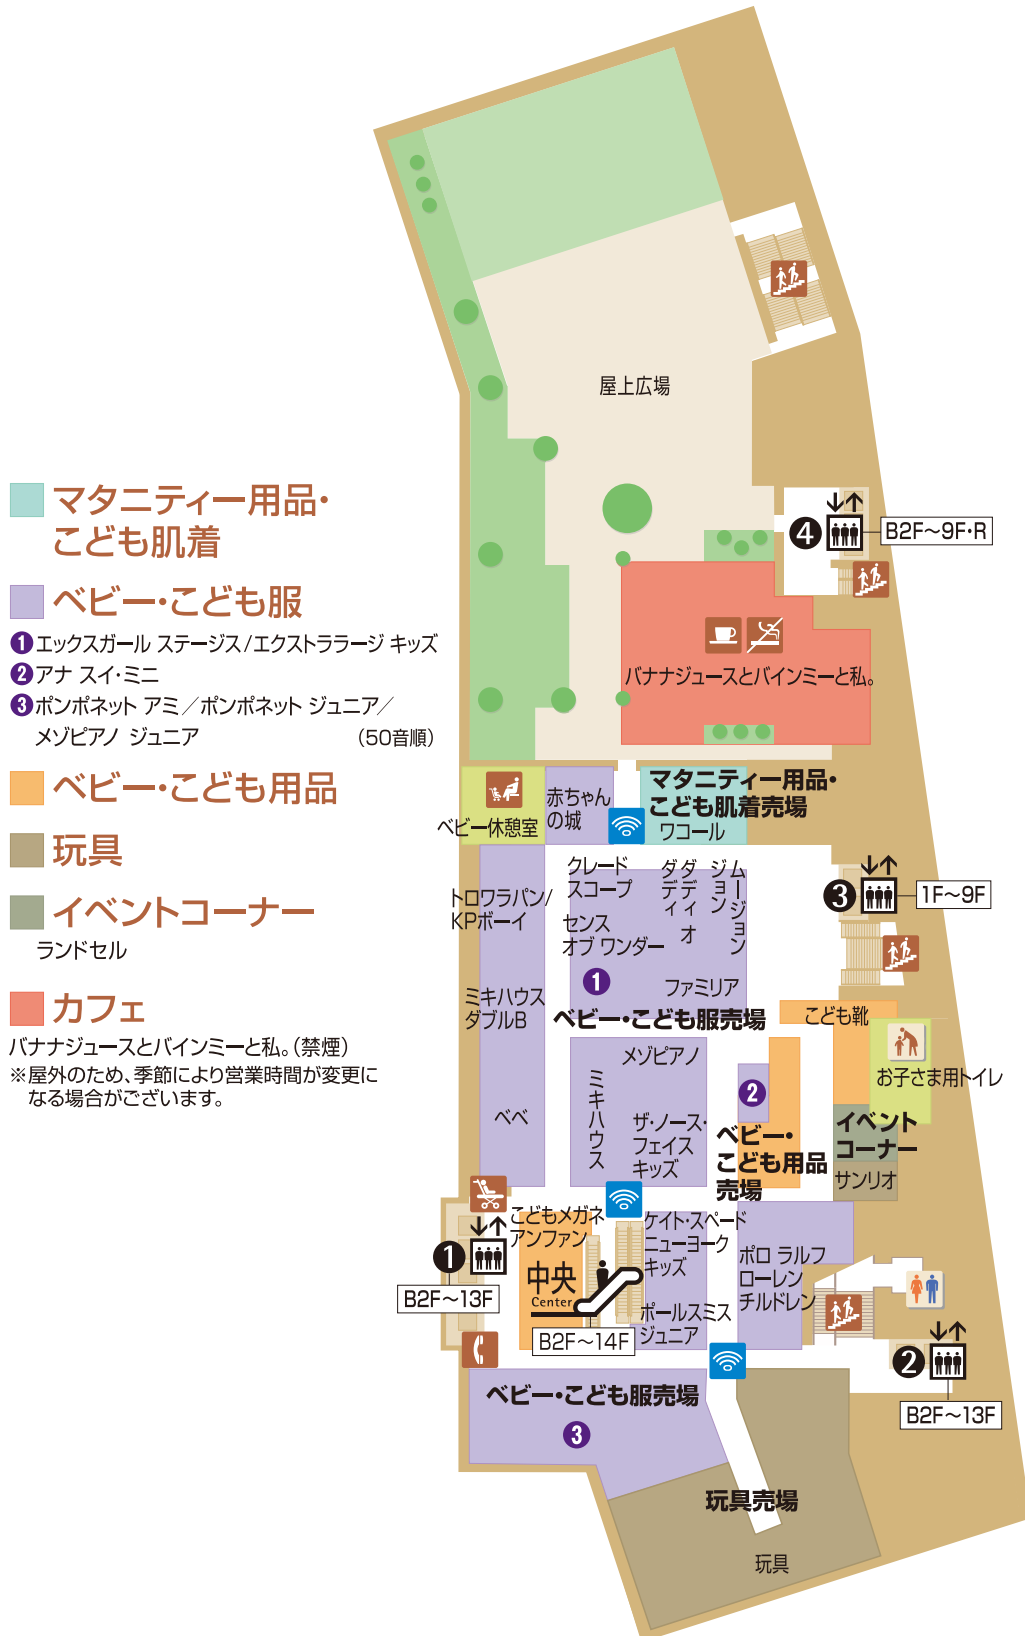 マタニティー用品・
こども肌着
ベビー・こども服
1 エックスガール ステージス/エクストララージ キッズ
2 アナ スイ・ミニ
3 ポンポネット アミ/ポンポネット ジュニア/
メゾピアノ ジュニア (50音順)
ベビー・こども用品
玩具
イベントコーナー
ランドセル
カフェ
バナナジュースとバインミーと私。(禁煙)
※屋外のため、季節により営業時間が変更に
なる場合がございます。
屋上広場
4
B2F〜9F・R
バナナジュースとバインミーと私。
ベビー休憩室
赤ちゃん
の城
マタニティー用品・
こども肌着売場
ワコール
トロワラパン/
KPボーイ
クレード
スコープ
センス
オブ ワンダー
ダディ オ
ダディ
ムージョン
ジョン
1
ファミリア
3
1F〜9F
ミキハウス
ダブルB
ベビー・こども服売場
こども靴
お子さま用トイレ
メゾピアノ
ミキハウス
ザ・ノース・
フェイス
キッズ
べべ
2
ベビー・
こども用品
売場
イベント
コーナー
サンリオ
こどもメガネ
アンファン
1
B2F〜13F
中央
Center
B2F〜14F
ケイト・スペード
ニューヨーク
キッズ
ポールスミス
ジュニア
ポロ ラルフ
ローレン
チルドレン
2
B2F〜13F
ベビー・こども服売場
3
玩具売場
玩具